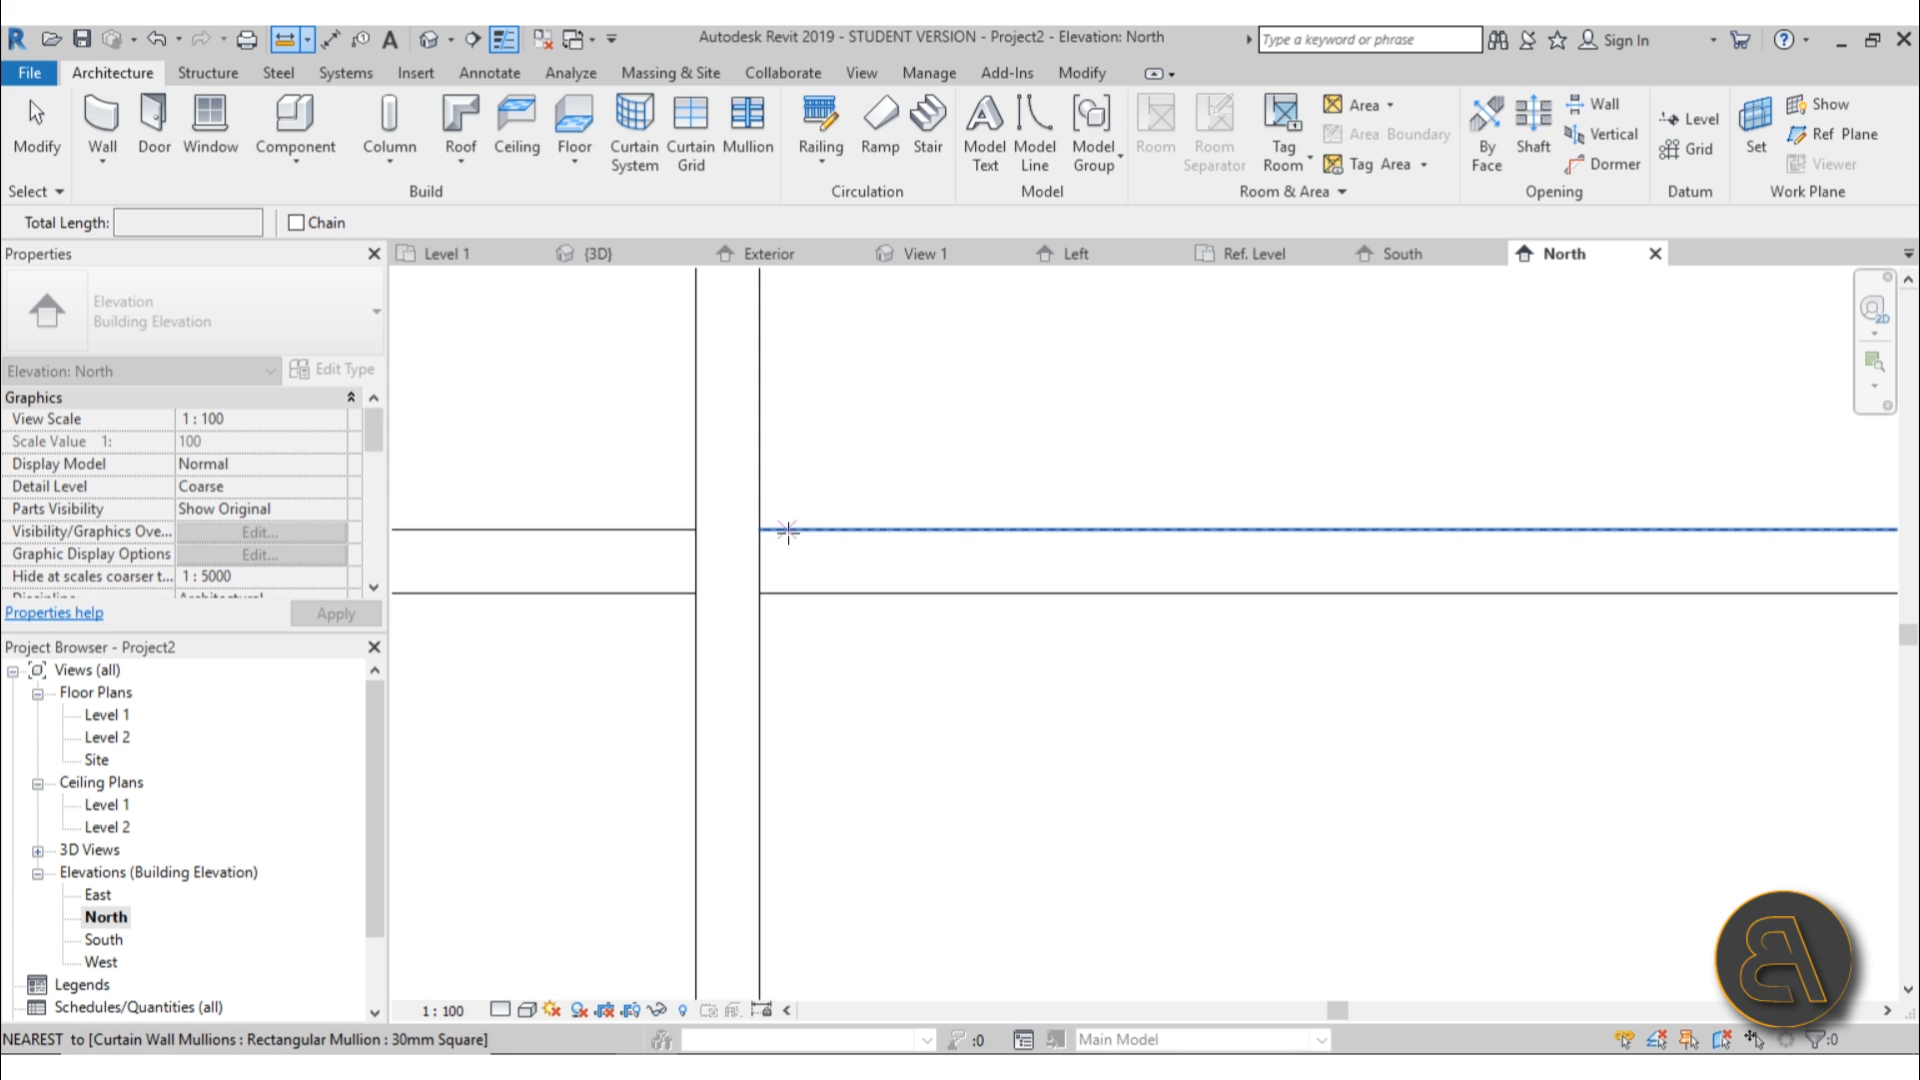 Autodesk Revit 2019 - STUDENT VERSION - Project2 - Elevation: North
Type a keyword or phrase
Sign In
File Architecture Structure Steel Systems Insert Annotate Analyze Massing & Site Collaborate View Manage Add-Ins Modify
Modify Wall Door Window Component Column Roof Ceiling Floor Curtain System Curtain Grid Mullion Railing Ramp Stair Model Text Model Line Model Group Room Room Separator Tag Room
Area
Area Boundary
Tag Area
By Face Shaft
Wall
Vertical
Dormer
Level
Grid
Set
Show
Ref Plane
Viewer
Select Build Circulation Model Room & Area Opening Datum Work Plane
Total Length: Chain
Properties
Level 1 {3D} Exterior View 1 Left Ref. Level South North
2D
Elevation
Building Elevation
Elevation: North Edit Type
Graphics
View Scale 1 : 100
Scale Value 1: 100
Display Model Normal
Detail Level Coarse
Parts Visibility Show Original
Visibility/Graphics Ove... Edit...
Graphic Display Options Edit...
Hide at scales coarser t... 1 : 5000
Discipline Architectural
Properties help Apply
Project Browser - Project2
Views (all)
Floor Plans
Level 1
Level 2
Site
Ceiling Plans
Level 1
Level 2
3D Views
Elevations (Building Elevation)
East
North
South
West
Legends
Schedules/Quantities (all)
1 : 100
NEAREST to [Curtain Wall Mullions : Rectangular Mullion : 30mm Square]
:0
Main Model
:0